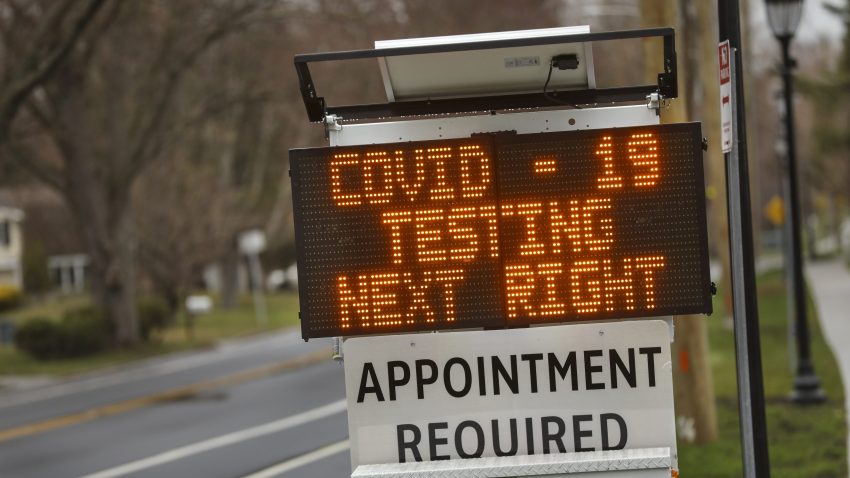 COVID - 19
TESTING
NEXT RIGHT
APPOINTMENT
REQUIRED